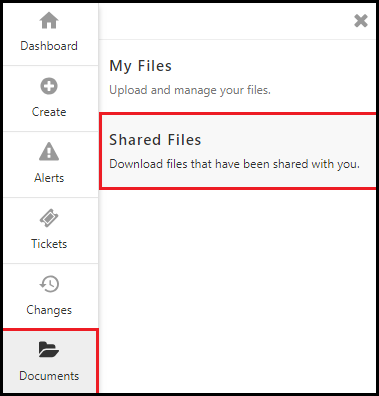 Dashboard
Create
Alerts
Tickets
Changes
Documents
My Files
Upload and manage your files.
Shared Files
Download files that have been shared with you.